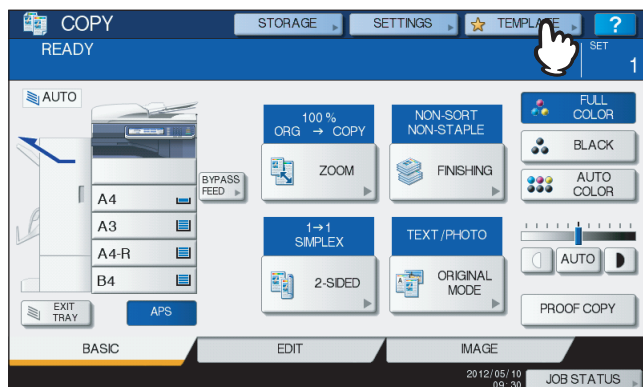 COPY
STORAGE
SETTINGS
TEMPLATE
?
READY
SET
1
AUTO
100 %
ORG → COPY
ZOOM
NON-SORT
NON-STAPLE
FINISHING
FULL
COLOR
BLACK
AUTO
COLOR
BYPASS
FEED
A4
A3
A4-R
B4
1→1
SIMPLEX
2-SIDED
TEXT/PHOTO
ORIGINAL
MODE
AUTO
EXIT
TRAY
APS
PROOF COPY
BASIC
EDIT
IMAGE
2012/05/10
09:30
JOB STATUS